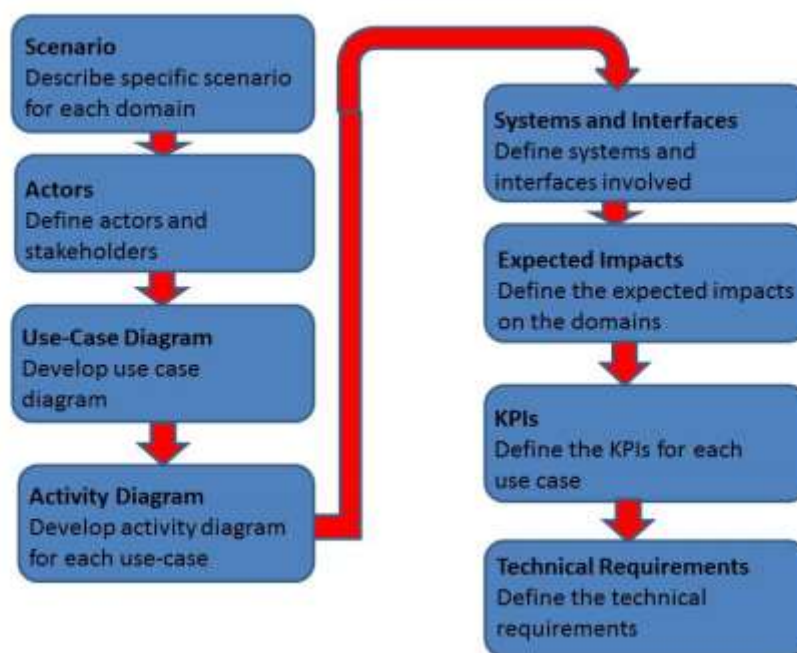 Scenario
Describe specific scenario
for each domain
Actors
Define actors and
stakeholders
Use-Case Diagram
Develop use case
diagram
Activity Diagram
Develop activity diagram
for each use-case
Systems and Interfaces
Define systems and
interfaces involved
Expected Impacts
Define the expected impacts
on the domains
KPIs
Define the KPIs for each
use case
Technical Requirements
Define the technical
requirements